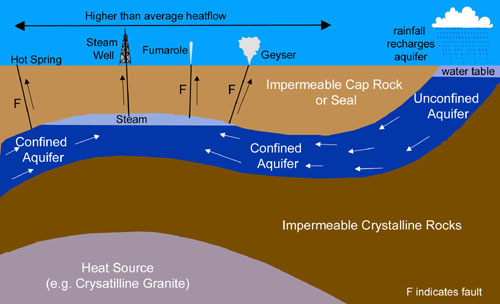 Higher than average heatflow
Hot Spring
Steam
Well
Fumarole
Geyser
rainfall
recharges
aquifer
water table
F
F
F
Impermeable Cap Rock
or Seal
Unconfined
Aquifer
Steam
Confined
Aquifer
Confined
Aquifer
Impermeable Crystalline Rocks
Heat Source
(e.g. Crysatilline Granite)
F indicates fault